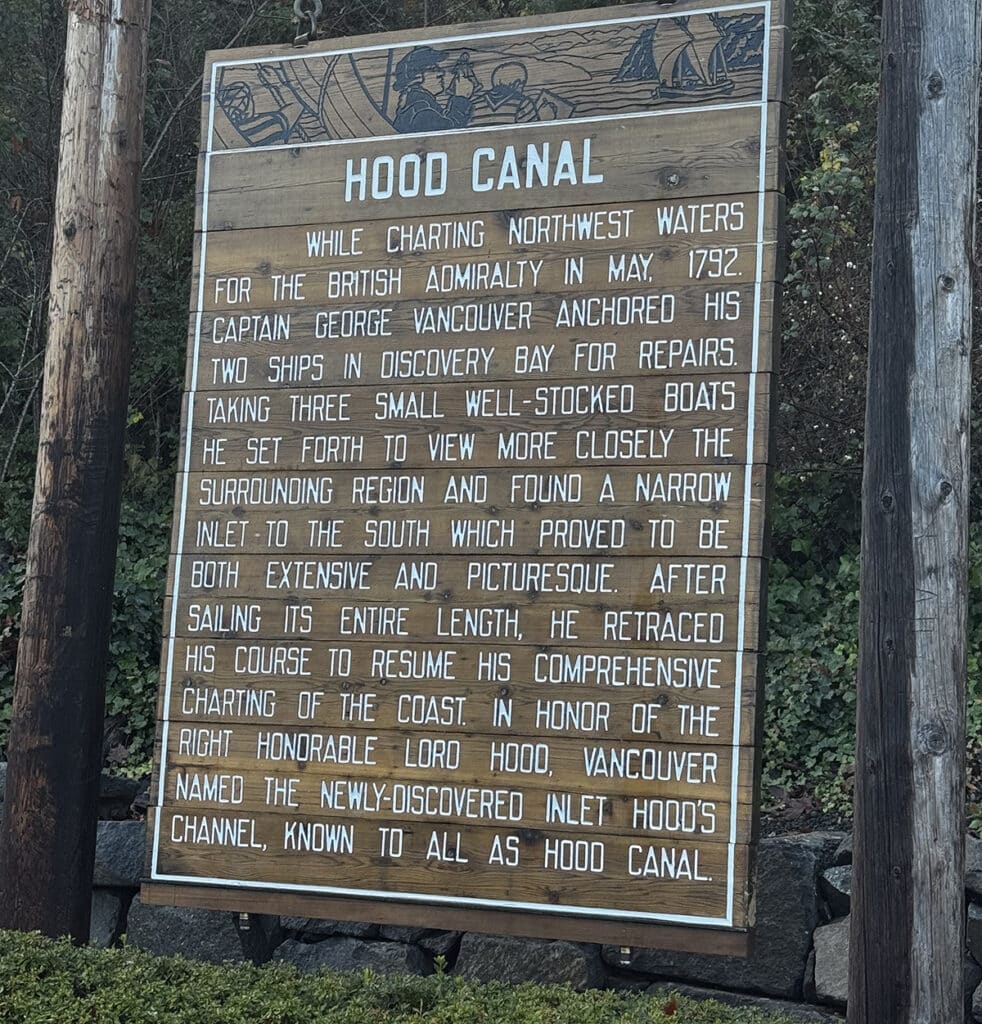 HOOD CANAL
WHILE CHARTING NORTHWEST WATERS
FOR THE BRITISH ADMIRALTY IN MAY, 1792.
CAPTAIN GEORGE VANCOUVER ANCHORED HIS
TWO SHIPS IN DISCOVERY BAY FOR REPAIRS.
TAKING THREE SMALL WELL-STOCKED BOATS
HE SET FORTH TO VIEW MORE CLOSELY THE
SURROUNDING REGION AND FOUND A NARROW
INLET TO THE SOUTH WHICH PROVED TO BE
BOTH EXTENSIVE AND PICTURESQUE. AFTER
SAILING ITS ENTIRE LENGTH, HE RETRACED
HIS COURSE TO RESUME HIS COMPREHENSIVE
CHARTING OF THE COAST. IN HONOR OF THE
RIGHT HONORABLE LORD HOOD, VANCOUVER
NAMED THE NEWLY-DISCOVERED INLET HOOD'S
CHANNEL, KNOWN TO ALL AS HOOD CANAL.